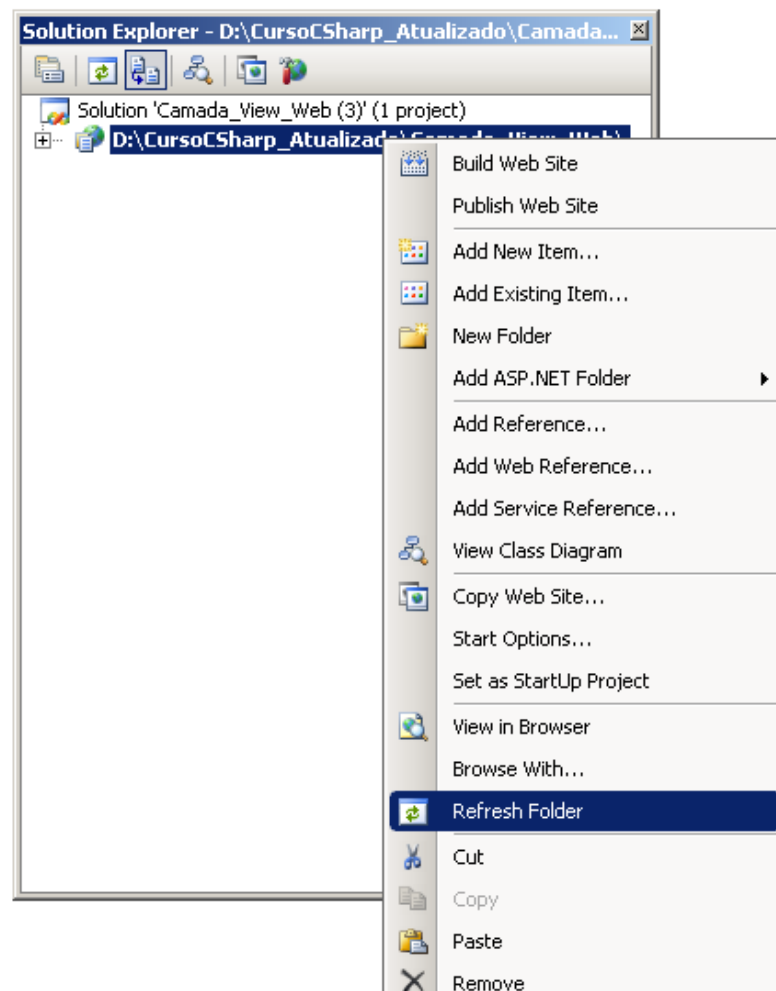 Solution Explorer - D:\CursoCSharp_Atualizado\Camada...
Solution 'Camada_View_Web (3)' (1 project)
D:\CursoCSharp_Atualizado\Camada_View_Web\
Build Web Site
Publish Web Site
Add New Item...
Add Existing Item...
New Folder
Add ASP.NET Folder
Add Reference...
Add Web Reference...
Add Service Reference...
View Class Diagram
Copy Web Site...
Start Options...
Set as StartUp Project
View in Browser
Browse With...
Refresh Folder
Cut
Copy
Paste
Remove